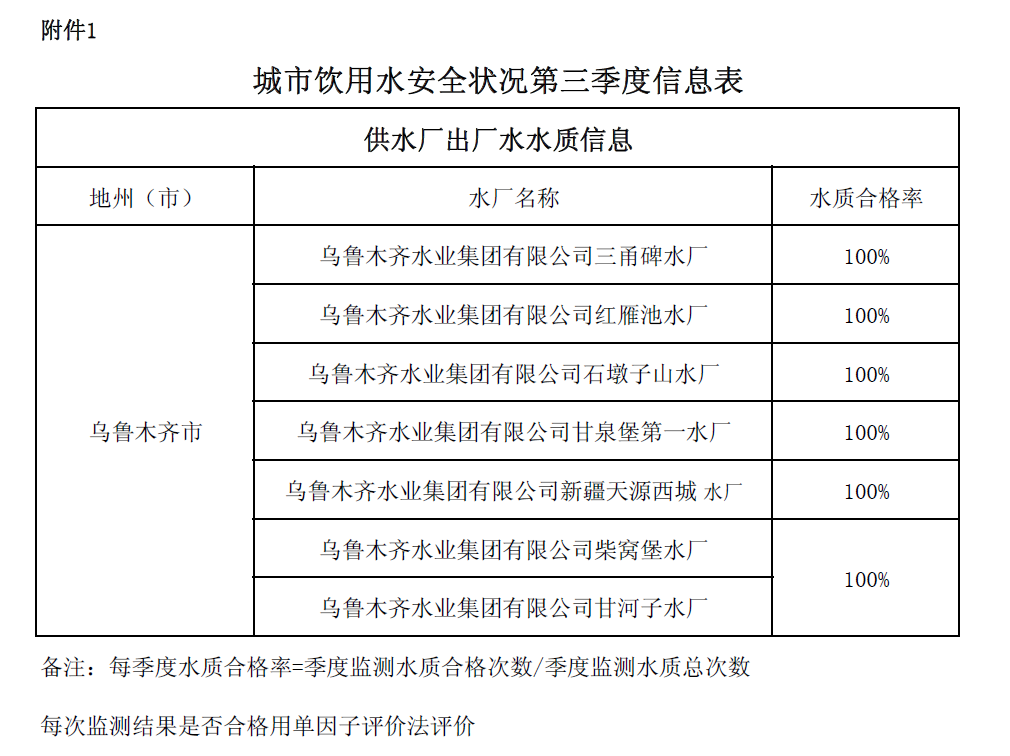 附件1
城市饮用水安全状况第三季度信息表
供水厂出厂水水质信息
地州（市） 水厂名称 水质合格率
乌鲁木齐水业集团有限公司三甬碑水厂 100%
乌鲁木齐水业集团有限公司红雁池水厂 100%
乌鲁木齐水业集团有限公司石墩子山水厂 100%
乌鲁木齐市 乌鲁木齐水业集团有限公司甘泉堡第一水厂 100%
乌鲁木齐水业集团有限公司新疆天源西城 水厂 100%
乌鲁木齐水业集团有限公司柴窝堡水厂
100%
乌鲁木齐水业集团有限公司甘河子水厂
备注：每季度水质合格率=季度监测水质合格次数/季度监测水质总次数
每次监测结果是否合格用单因子评价法评价